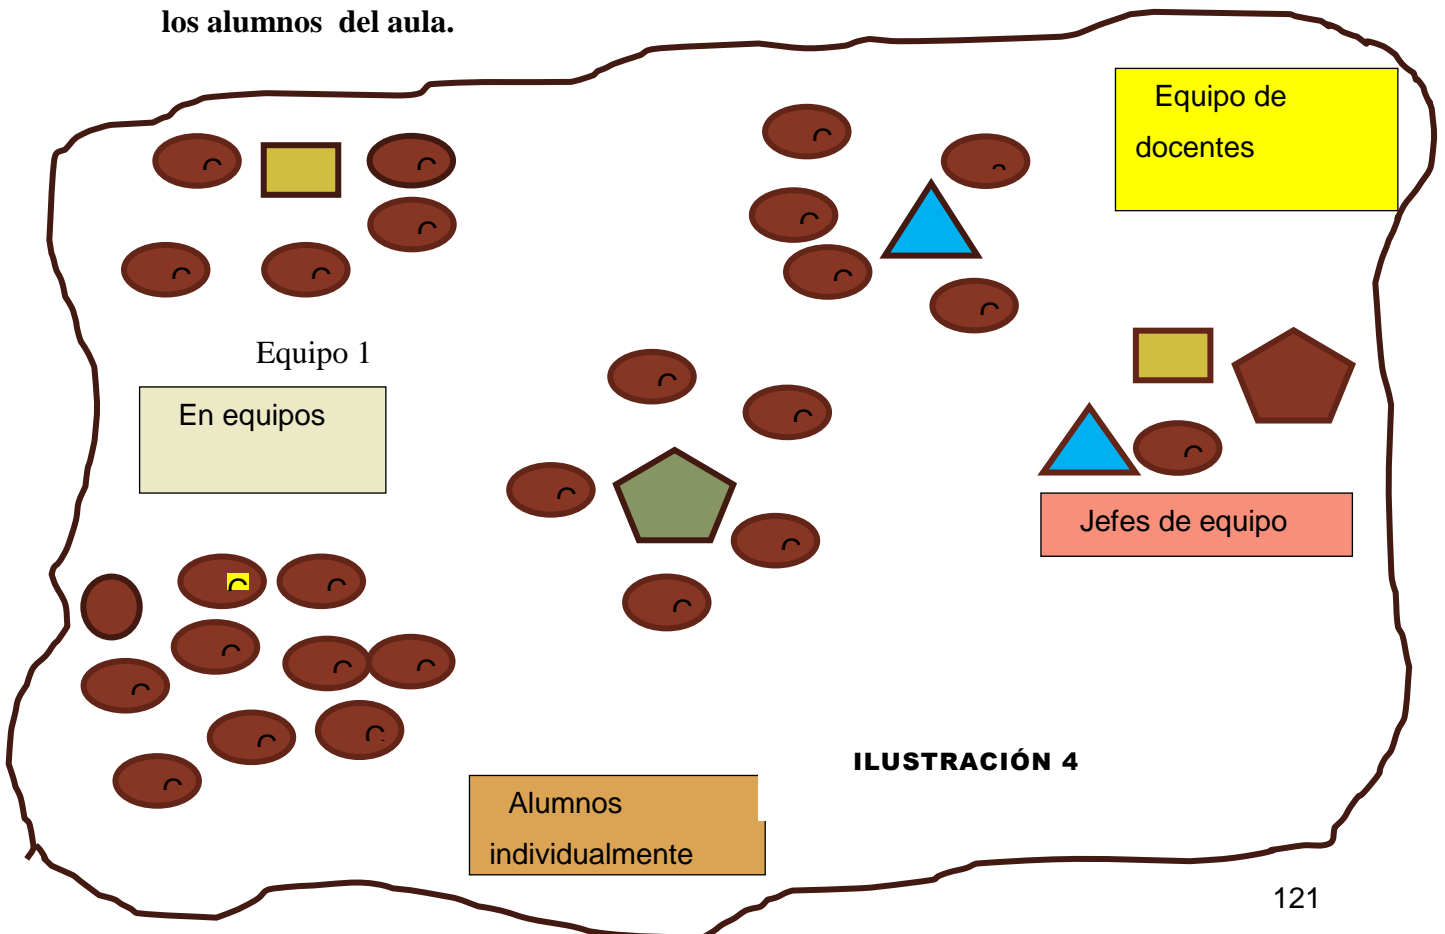 los alumnos del aula.
Equipo de
docentes
Equipo 1
En equipos
Jefes de equipo
ILUSTRACIÓN 4
Alumnos
individualmente
121